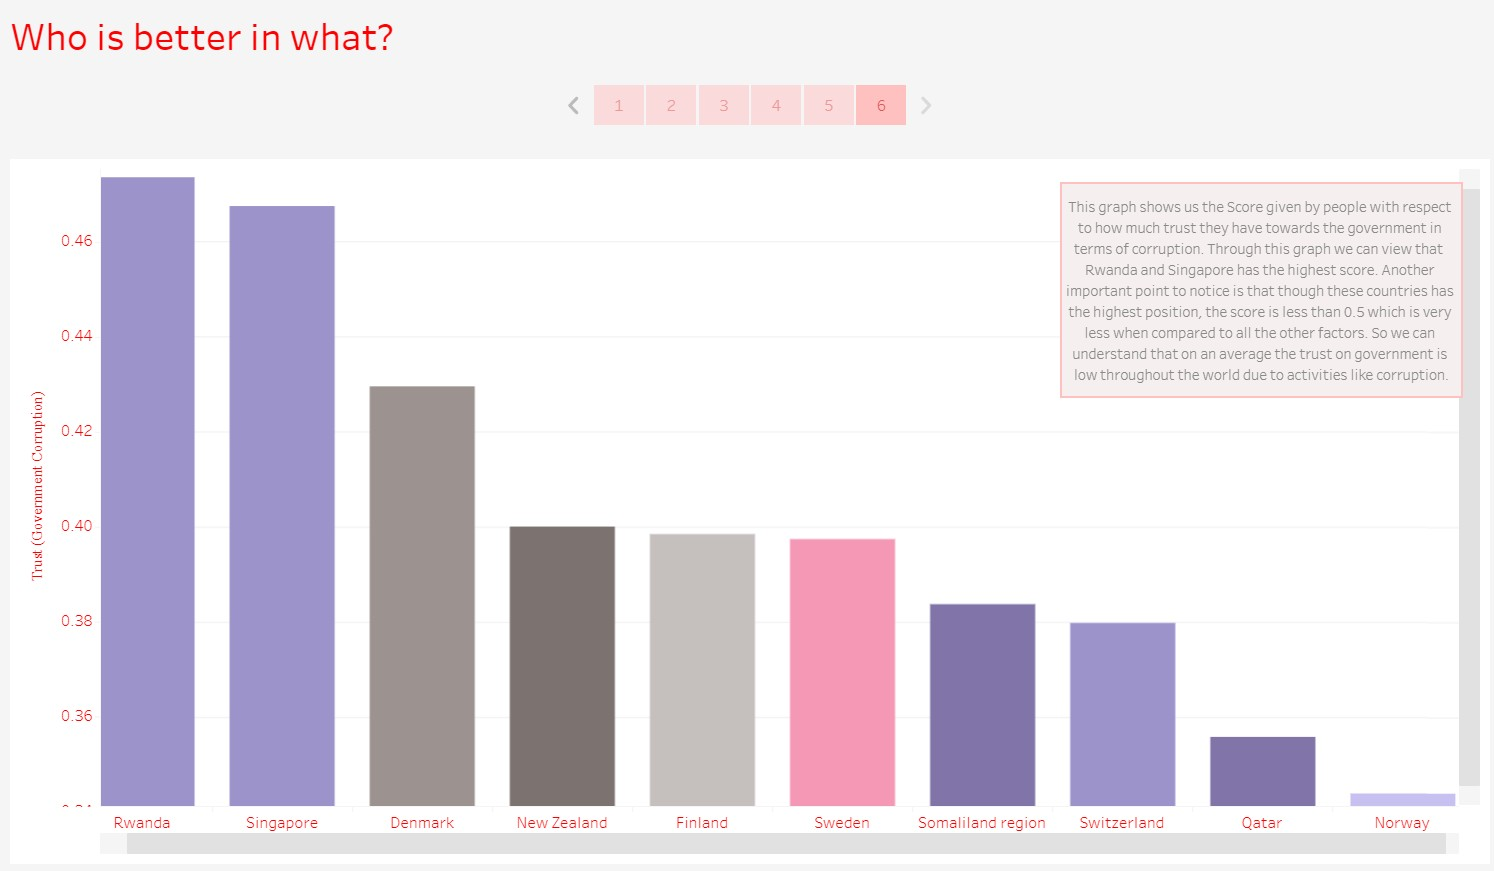 Who is better in what?
1 2 3 4 5 6
This graph shows us the Score given by people with respect
to how much trust they have towards the government in
terms of corruption. Through this graph we can view that
Rwanda and Singapore has the highest score. Another
important point to notice is that though these countries has
the highest position, the score is less than 0.5 which is very
less when compared to all the other factors. So we can
understand that on an average the trust on government is
low throughout the world due to activities like corruption.
Trust (Government Corruption)
0.46
0.44
0.42
0.40
0.38
0.36
Rwanda Singapore Denmark New Zealand Finland Sweden Somaliland region Switzerland Qatar Norway